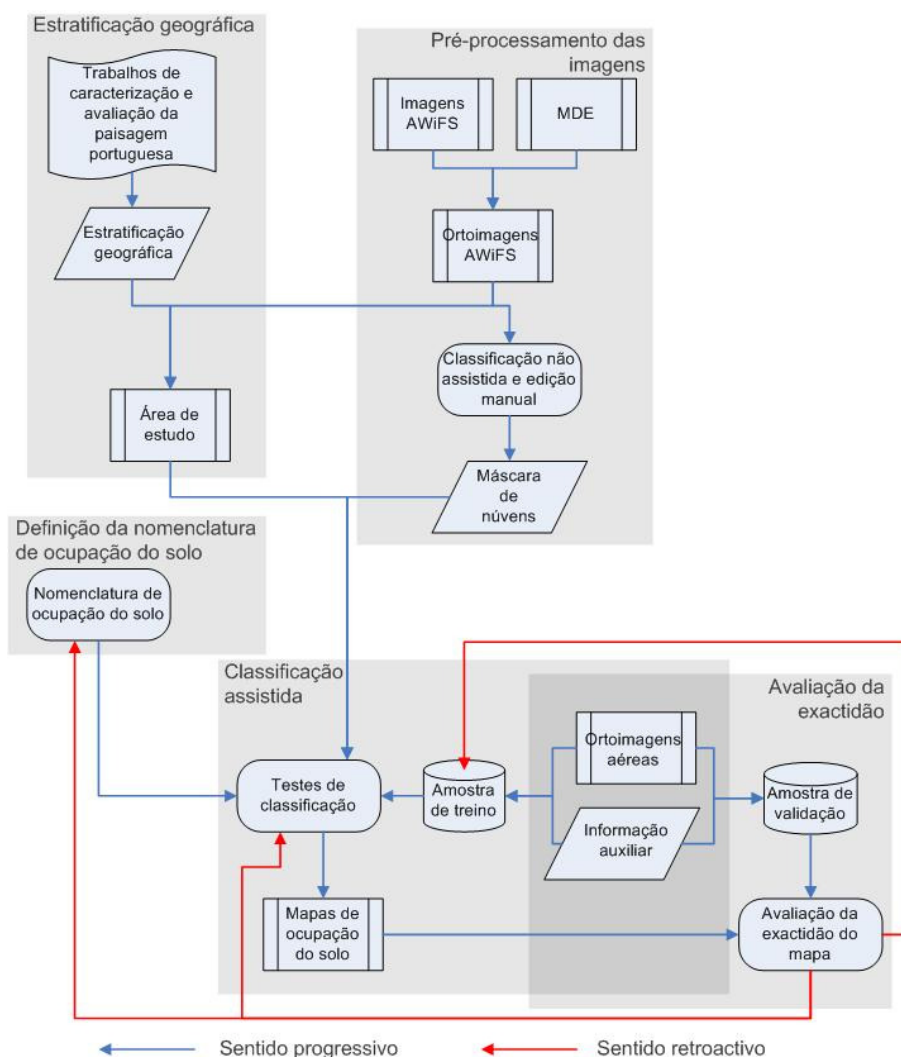 Estratificação geográfica
Trabalhos de
caracterização e
avaliação da
paisagem
portuguesa
Estratificação
geográfica
Área de
estudo
Pré-processamento das
imagens
Imagens
AWiFS
MDE
Ortoimagens
AWiFS
Classificação não
assistida e edição
manual
Máscara
de
núvens
Definição da nomenclatura
de ocupação do solo
Nomenclatura de
ocupação do solo
Classificação
assistida
Testes de
classificação
Amostra
de treino
Mapas de
ocupação
do solo
Avaliação da
exactidão
Ortoimagens
aéreas
Informação
auxiliar
Amostra de
validação
Avaliação da
exactidão do
mapa
Sentido progressivo
Sentido retroactivo